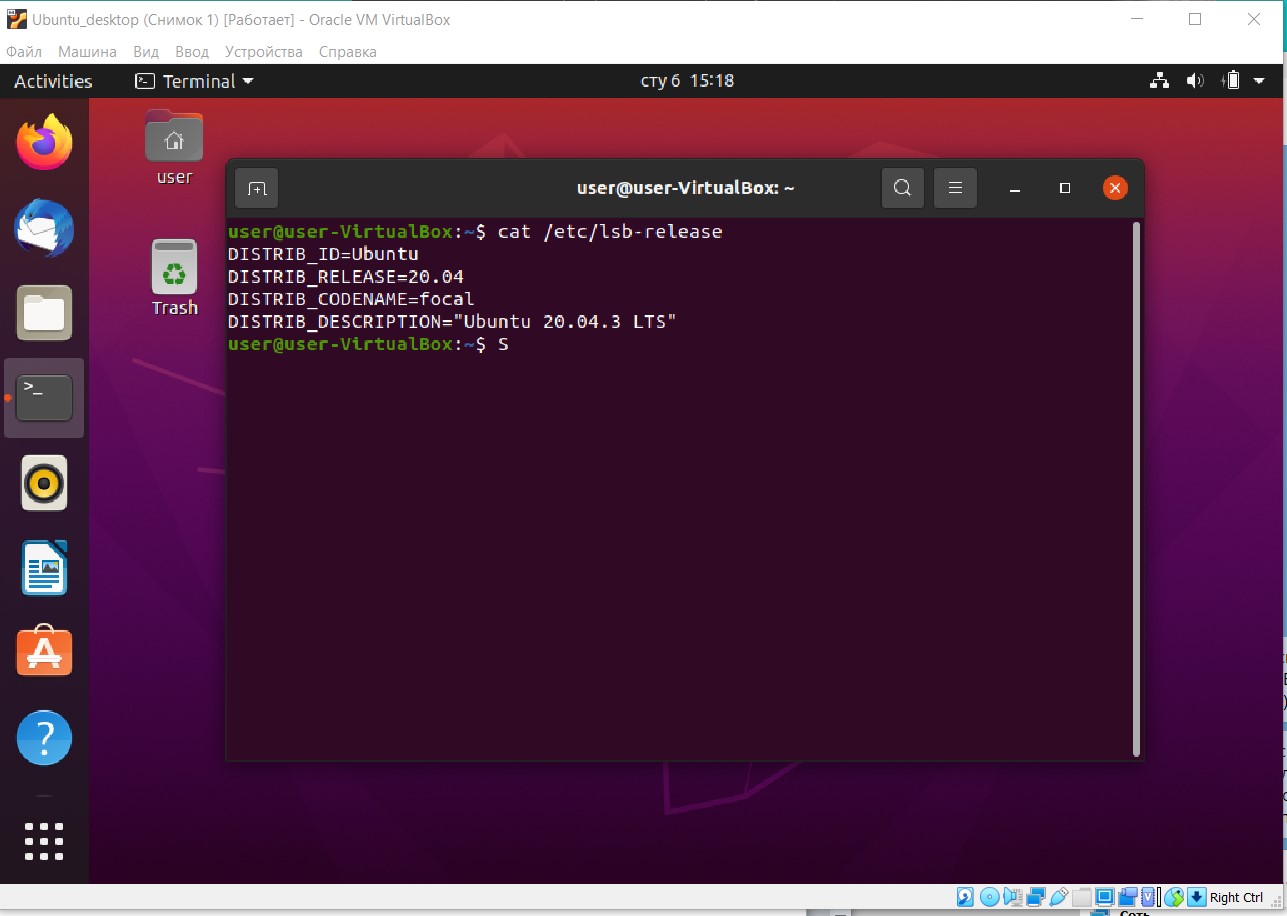 Ubuntu_desktop (Снимок 1) [Работает] - Oracle VM VirtualBox
Файл Машина Вид Ввод Устройства Справка
Activities Terminal сту 6 15:18
user
Trash
user@user-VirtualBox: ~
user@user-VirtualBox:~$ cat /etc/lsb-release
DISTRIB_ID=Ubuntu
DISTRIB_RELEASE=20.04
DISTRIB_CODENAME=focal
DISTRIB_DESCRIPTION="Ubuntu 20.04.3 LTS"
user@user-VirtualBox:~$ S
Right Ctrl